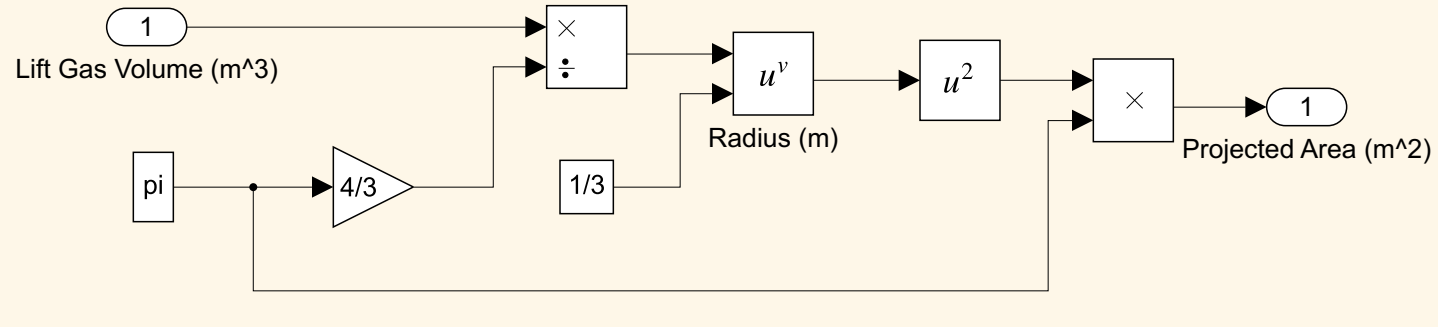 1
Lift Gas Volume (m^3)
×
÷
u^v
Radius (m)
u^2
×
1
Projected Area (m^2)
pi
4/3
1/3